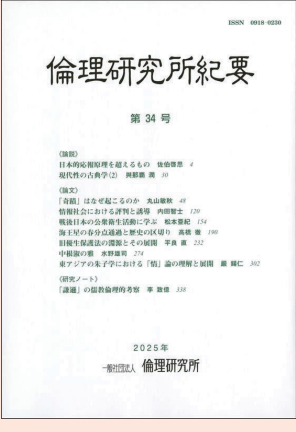 ISSN 0918-0230
倫理研究所紀要
第 34 号
〈論説〉
日本的応報原理を超えるもの 佐伯啓思 4
現代性の古典学(2) 與那覇 潤 30
〈論文〉
「奇蹟」はなぜ起こるのか 丸山敏秋 48
情報社会における評判と誘導 内田智士 120
戦後日本の公衆衛生活動に学ぶ 松本亜紀 154
海王星の春分点通過と歴史の区切り 高橋 徹 190
旧優生保護法の淵源とその展開 平良 直 232
中根淑の雅 水野雄司 274
東アジアの朱子学における「情」論の理解と展開 嚴 錫仁 302
〈研究ノート〉
「謙遜」の儒教倫理的考察 李 敦信 338
2025年
一般社団法人 倫理研究所